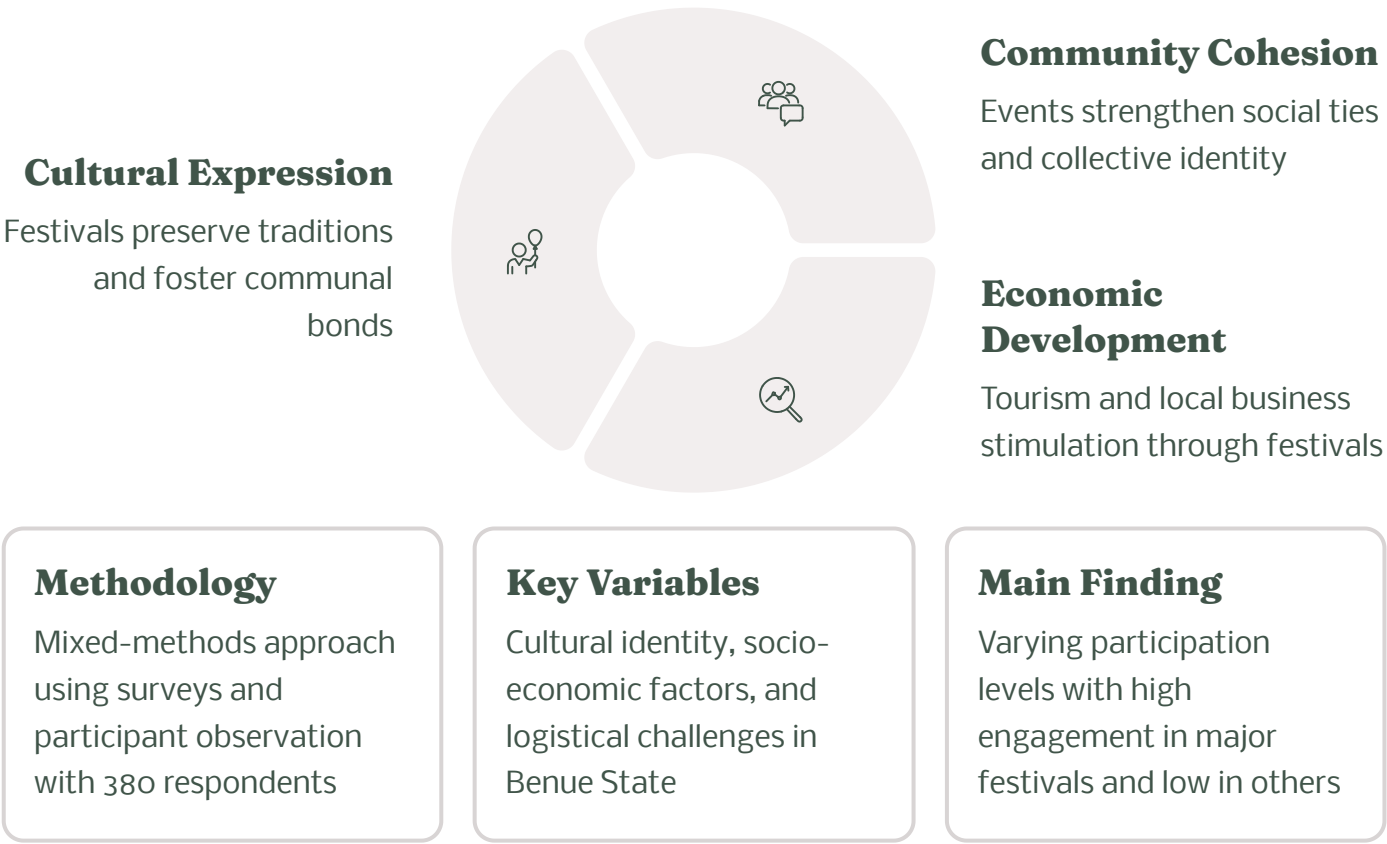 Cultural Expression
Festivals preserve traditions
and foster communal
bonds
Community Cohesion
Events strengthen social ties
and collective identity
Economic
Development
Tourism and local business
stimulation through festivals
Methodology
Mixed-methods approach
using surveys and
participant observation
with 380 respondents
Key Variables
Cultural identity, socio-
economic factors, and
logistical challenges in
Benue State
Main Finding
Varying participation
levels with high
engagement in major
festivals and low in others